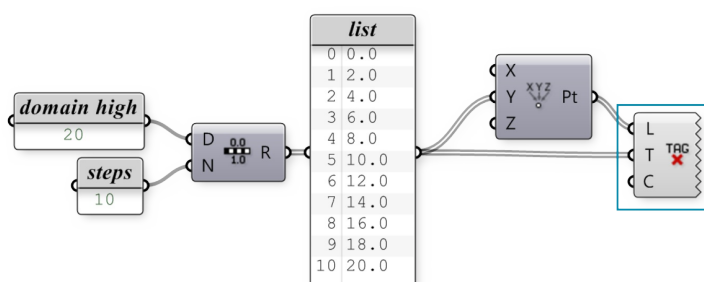 list
0 0.0
1 2.0
2 4.0
3 6.0
4 8.0
5 10.0
6 12.0
7 14.0
8 16.0
9 18.0
10 20.0
domain high
20
steps
10
D
N
0.0
1.0
R
X
Y
Z
XYZ
Pt
L
T
C
TAG